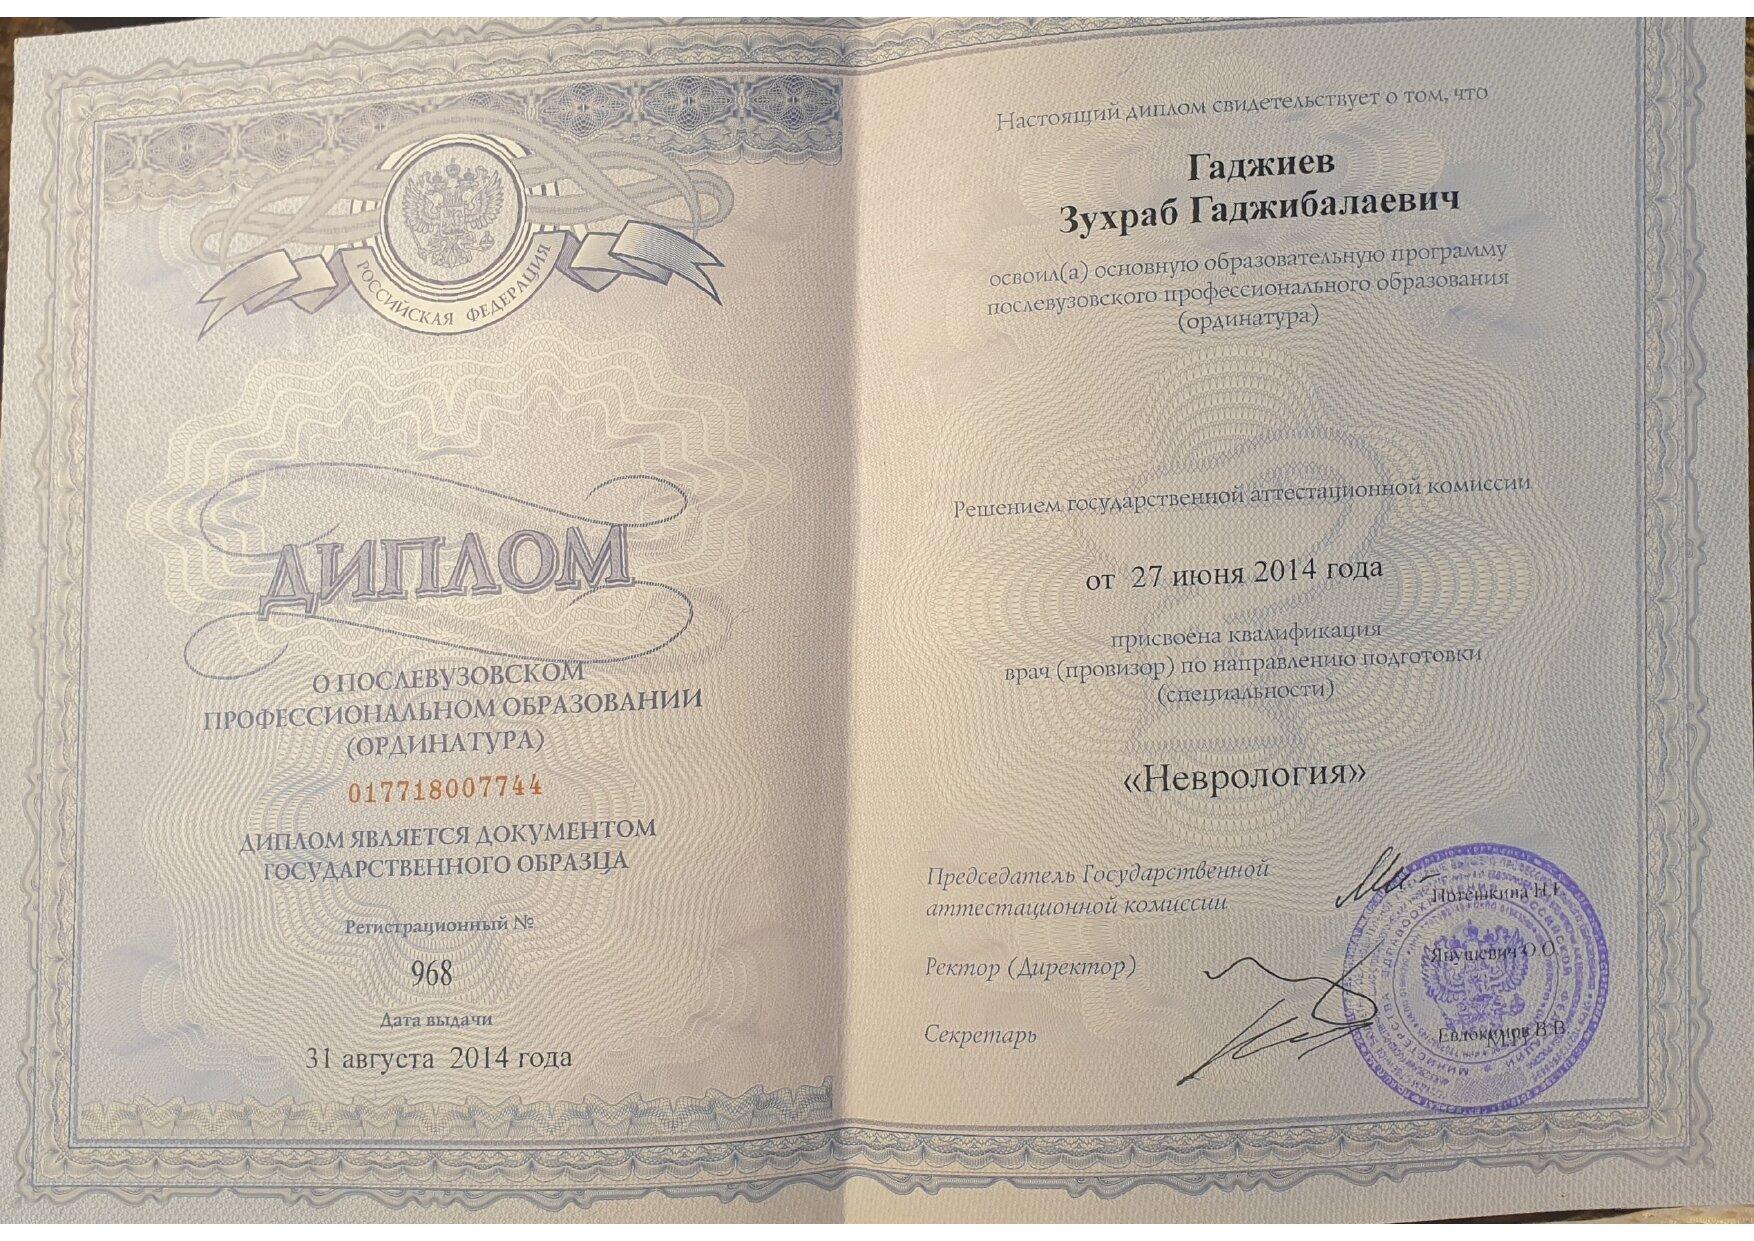 РОССИЙСКАЯ ФЕДЕРАЦИЯ
ДИПЛОМ
О ПОСЛЕВУЗОВСКОМ
ПРОФЕССИОНАЛЬНОМ ОБРАЗОВАНИИ
(ОРДИНАТУРА)
017718007744
ДИПЛОМ ЯВЛЯЕТСЯ ДОКУМЕНТОМ
ГОСУДАРСТВЕННОГО ОБРАЗЦА
Регистрационный №
968
Дата выдачи
31 августа 2014 года
Настоящий диплом свидетельствует о том, что
Гаджиев
Зухраб Гаджибалаевич
освоил(а) основную образовательную программу
послевузовского профессионального образования
(ординатура)
Решением государственной аттестационной комиссии
от 27 июня 2014 года
присвоена квалификация
врач (провизор) по направлению подготовки
(специальности)
«Неврология»
Председатель Государственной
аттестационной комиссии
Потешкина Н.Г.
Ректор (Директор)
Янушевич О.О.
Секретарь
Евдокимов В.В.
М.П.